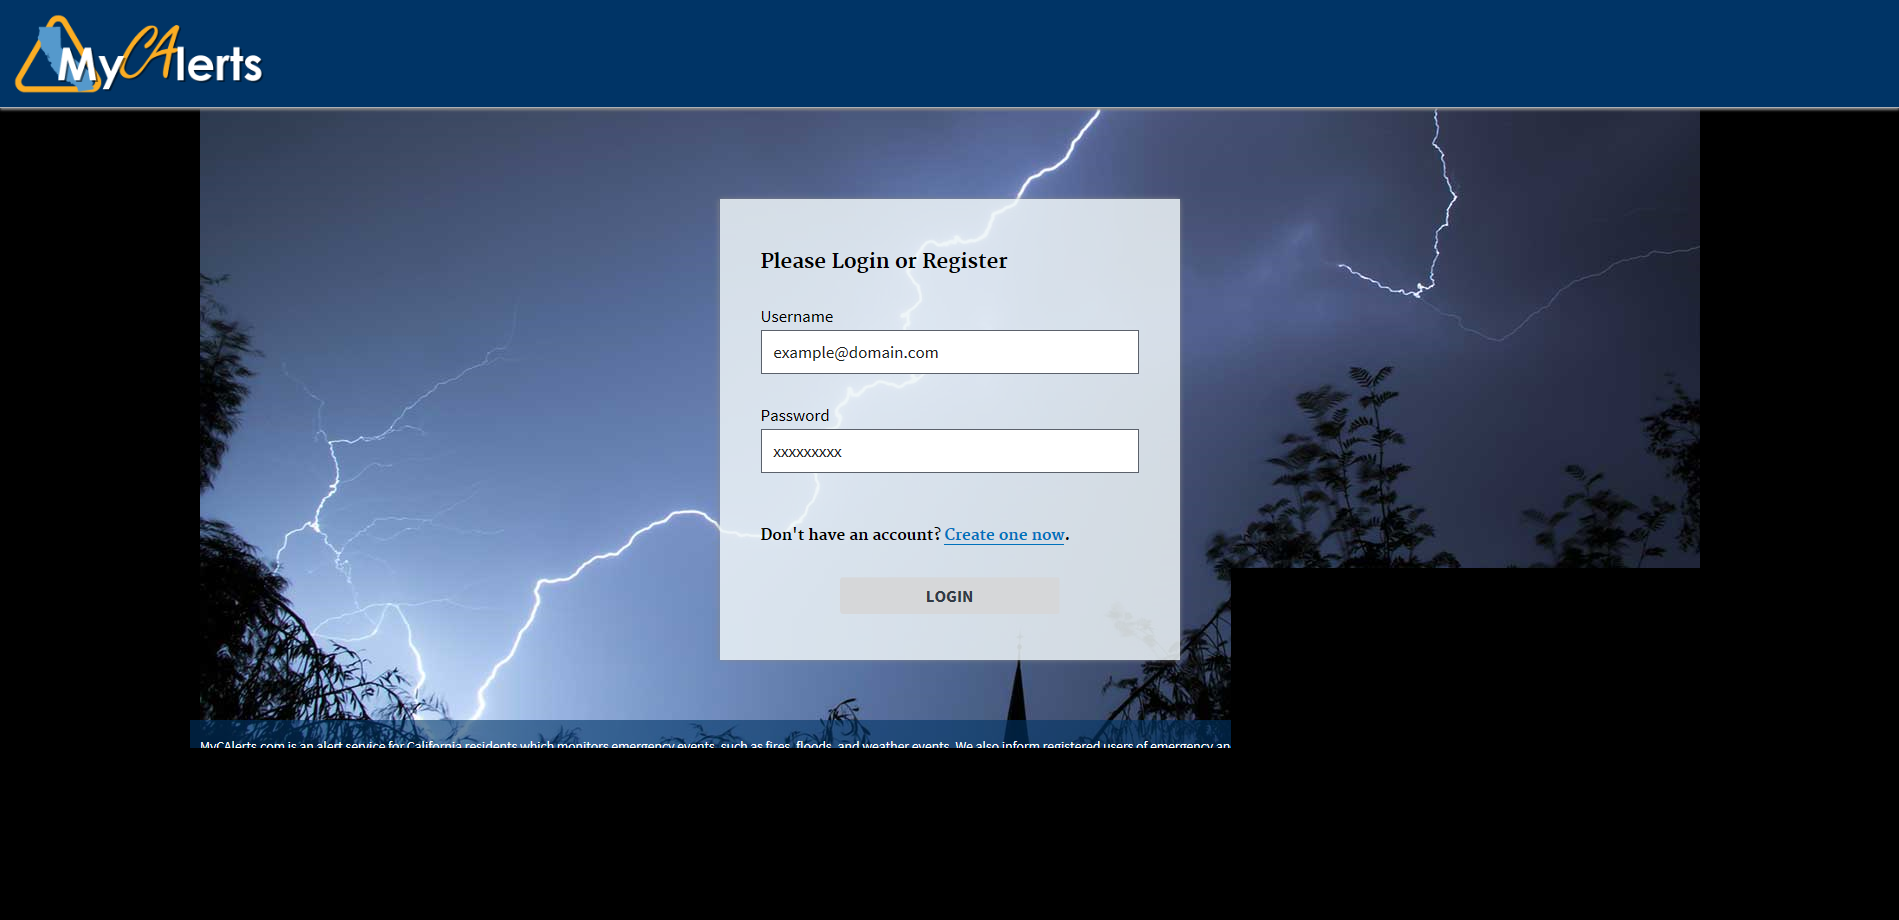 MyCAlerts
Please Login or Register
Username
example@domain.com
Password
xxxxxxxxx
Don't have an account? Create one now.
LOGIN
MyCAlerts.com is an alert service for California residents which monitors emergency events, such as fires, floods, and weather events. We also inform registered users of emergency an